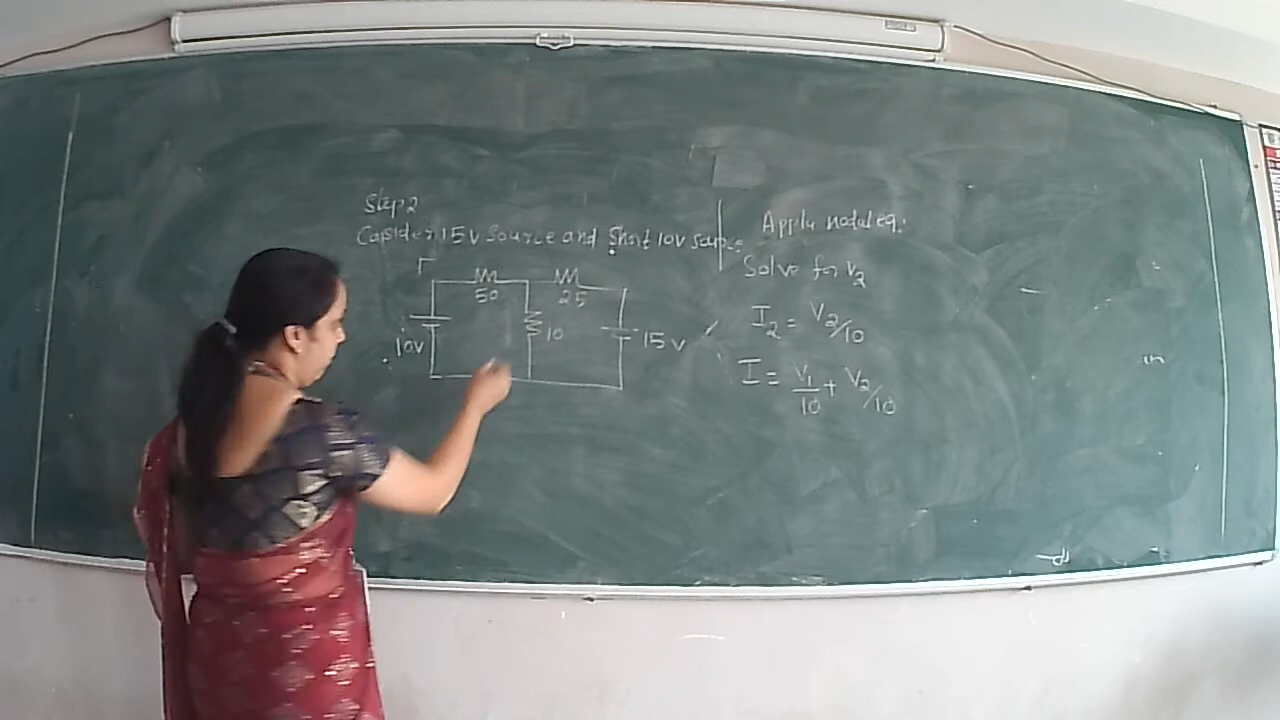 Step 2
Consider 15V Source and Short 10V Source
50
25
10
10V
15V
Apply nodal eq.
Solve for V2
I2 = V2/10
I = V1/10 + V2/10